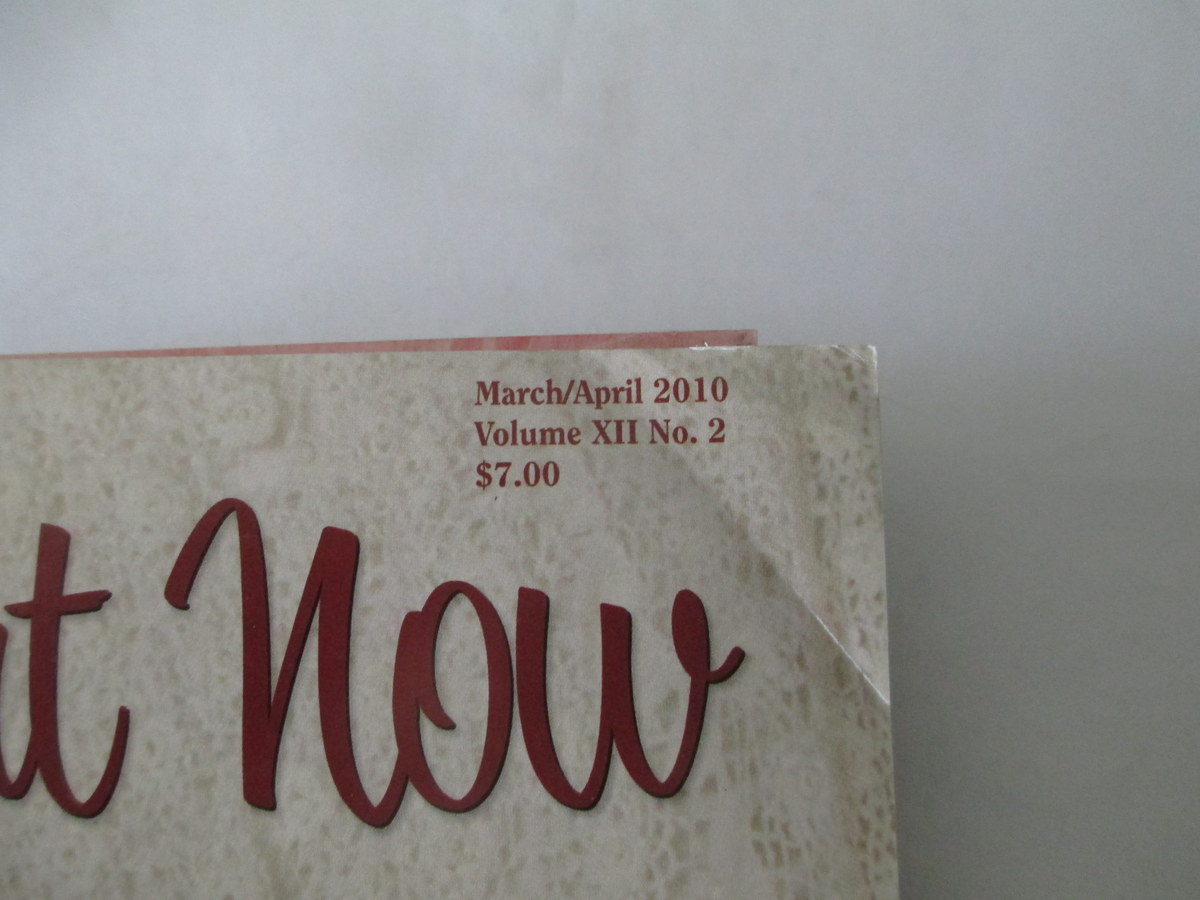 March/April 2010
Volume XII No. 2
$7.00
Now